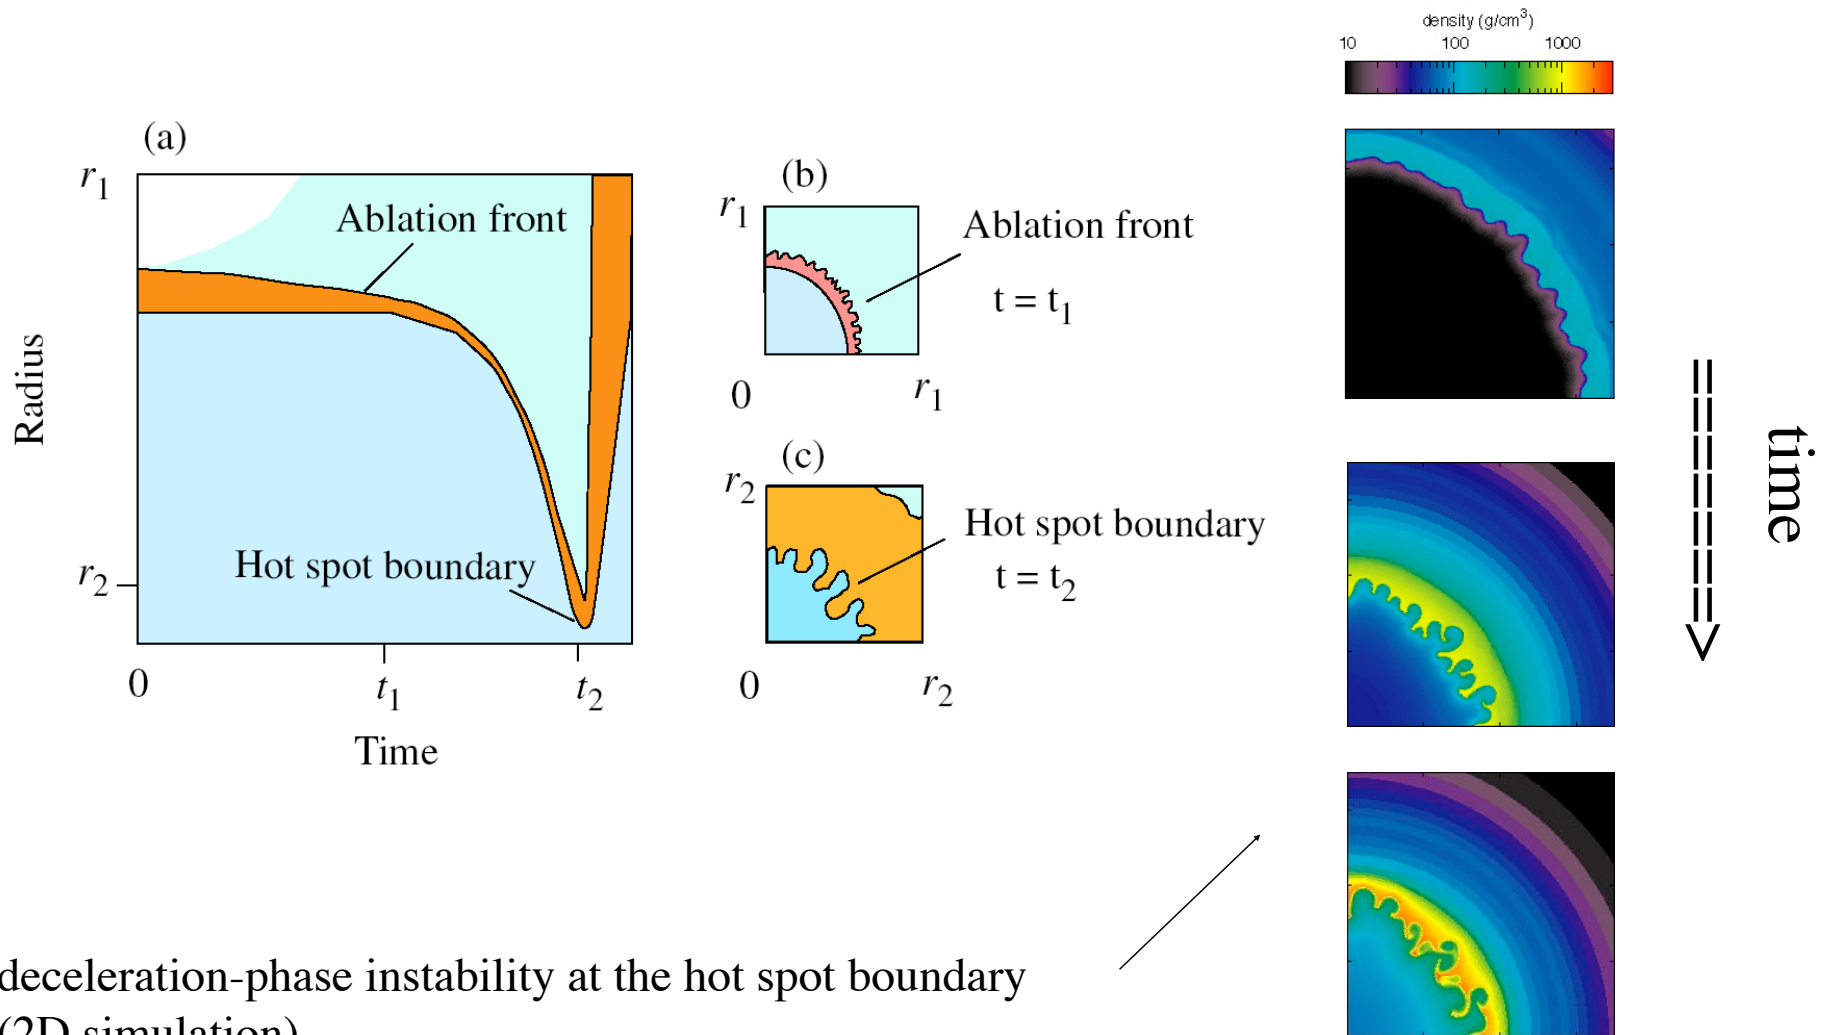 density (g/cm³)
10 100 1000
(a)
r₁
Ablation front
Radius
Hot spot boundary
r₂
0 t₁ t₂
Time
(b)
r₁
Ablation front
t = t₁
0 r₁
(c)
r₂
Hot spot boundary
t = t₂
0 r₂
time
deceleration-phase instability at the hot spot boundary
(2D simulation)